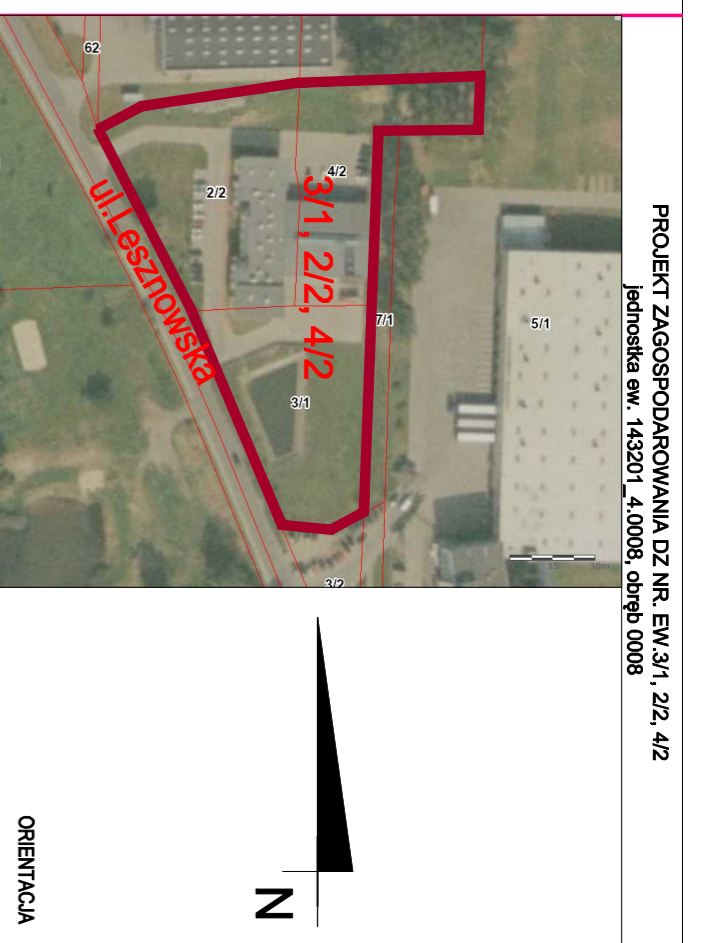 PROJEKT ZAGOSPODAROWANIA DZ NR. EW.3/1, 2/2, 4/2
jednostka ew. 143201_4.0008, obręb 0008
62
4/2
2/2
3/1, 2/2, 4/2
ul.Lesznowska
7/1
5/1
3/1
3/2
15 30m
N
ORIENTACJA